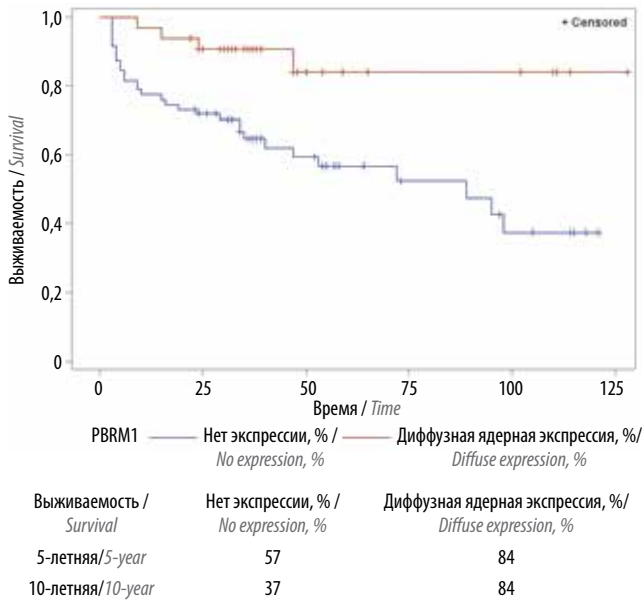 1,0
+ Censored
0,8
0,6
0,4
0,2
0
Выживаемость / Survival
0 25 50 75 100 125
Время / Time
PBRM1 Нет экспрессии, % / Диффузная ядерная экспрессия, %/
No expression, % Diffuse expression, %
Выживаемость / Нет экспрессии, % / Диффузная ядерная экспрессия, %/
Survival No expression, % Diffuse expression, %
5-летняя/5-year 57 84
10-летняя/10-year 37 84